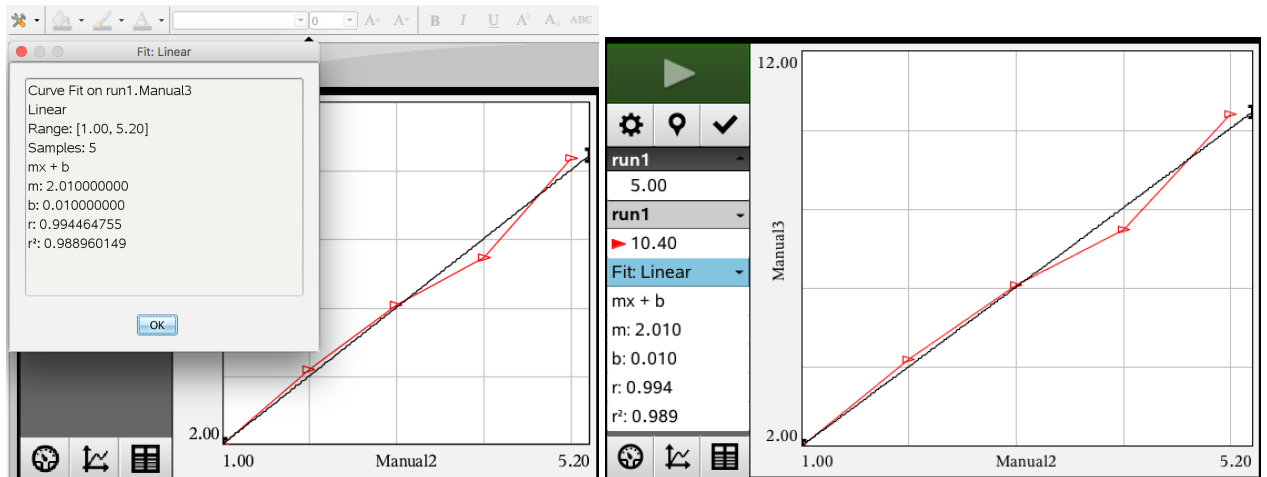 0 A▴ A▾ B I U A A ABC
Fit: Linear
Curve Fit on run1.Manual3
Linear
Range: [1.00, 5.20]
Samples: 5
mx + b
m: 2.010000000
b: 0.010000000
r: 0.994464755
r²: 0.988960149
OK
2.00
1.00 Manual2 5.20
run1
5.00
run1
10.40
Fit: Linear
mx + b
m: 2.010
b: 0.010
r: 0.994
r²: 0.989
12.00
Manual3
2.00
1.00 Manual2 5.20